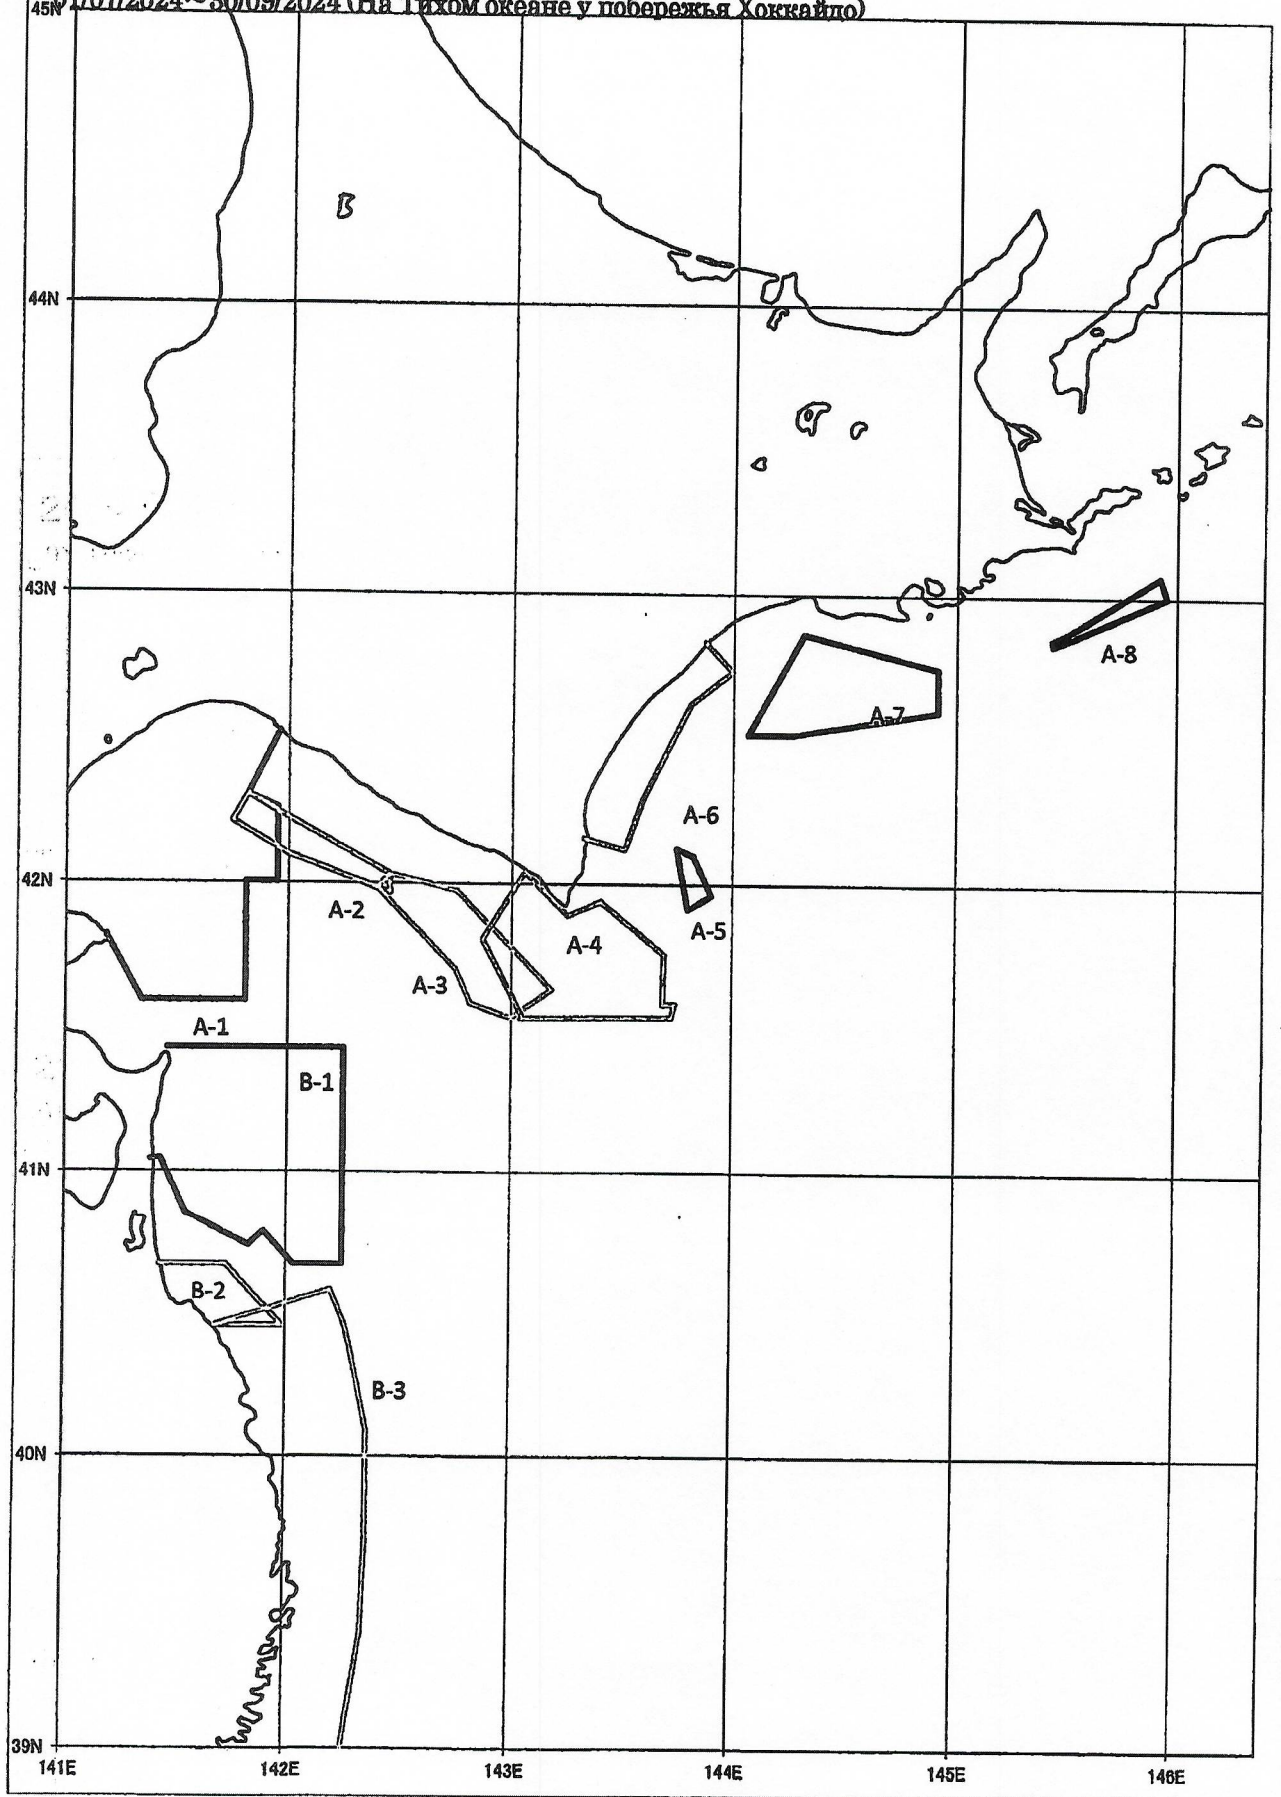 01/07/2024～30/09/2024 (На Тихом океане у побережья Хоккайдо)
45N
44N
43N
A-8
A-7
A-6
42N
A-2
A-5
A-4
A-3
A-1
B-1
41N
B-2
B-3
40N
39N
141E 142E 143E 144E 145E 146E